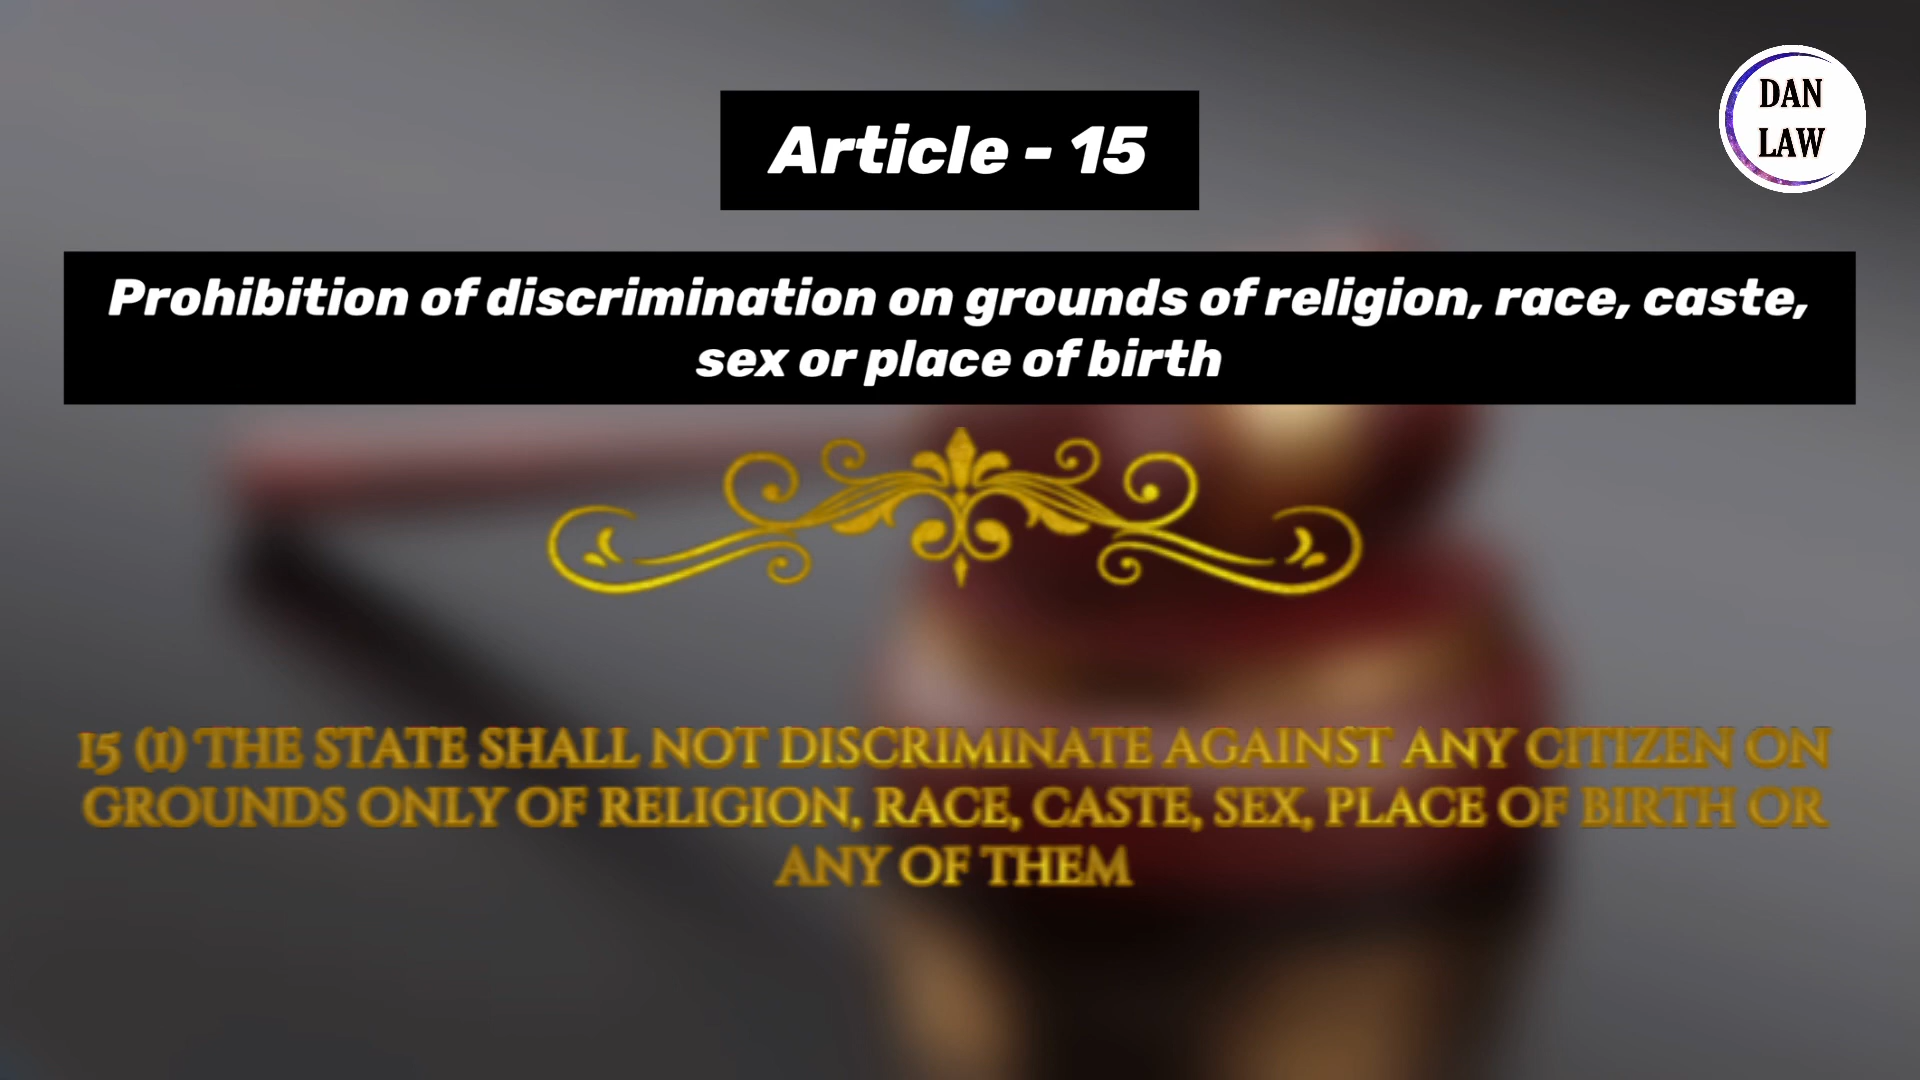 DAN
LAW
Article - 15
Prohibition of discrimination on grounds of religion, race, caste,
sex or place of birth
15 (1) THE STATE SHALL NOT DISCRIMINATE AGAINST ANY CITIZEN ON
GROUNDS ONLY OF RELIGION, RACE, CASTE, SEX, PLACE OF BIRTH OR
ANY OF THEM